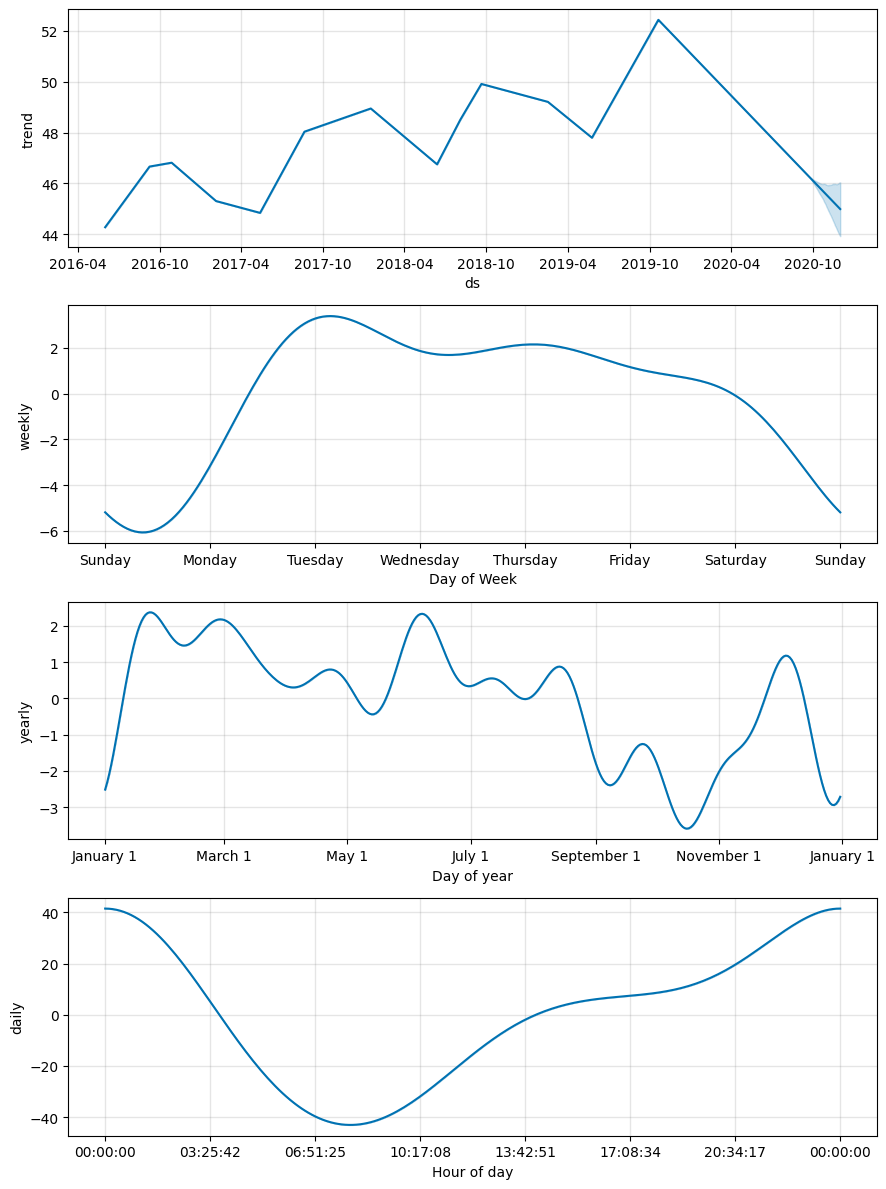 52
50
48
46
44
trend
2016-04 2016-10 2017-04 2017-10 2018-04 2018-10 2019-04 2019-10 2020-04 2020-10
ds
2
0
−2
−4
−6
weekly
Sunday Monday Tuesday Wednesday Thursday Friday Saturday Sunday
Day of Week
2
1
0
−1
−2
−3
yearly
January 1 March 1 May 1 July 1 September 1 November 1 January 1
Day of year
40
20
0
−20
−40
daily
00:00:00 03:25:42 06:51:25 10:17:08 13:42:51 17:08:34 20:34:17 00:00:00
Hour of day